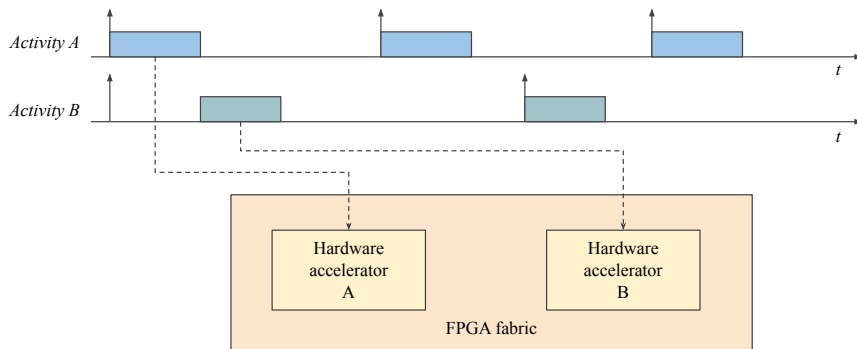 Activity A
t
Activity B
t
Hardware
accelerator
A
Hardware
accelerator
B
FPGA fabric